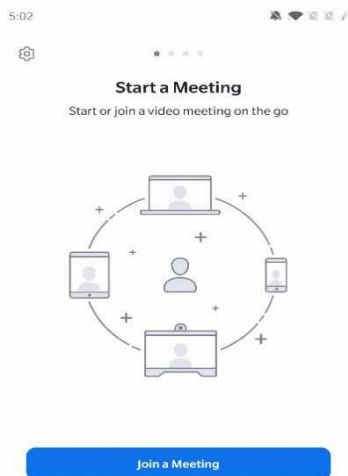 5:02
Start a Meeting
Start or join a video meeting on the go
Join a Meeting